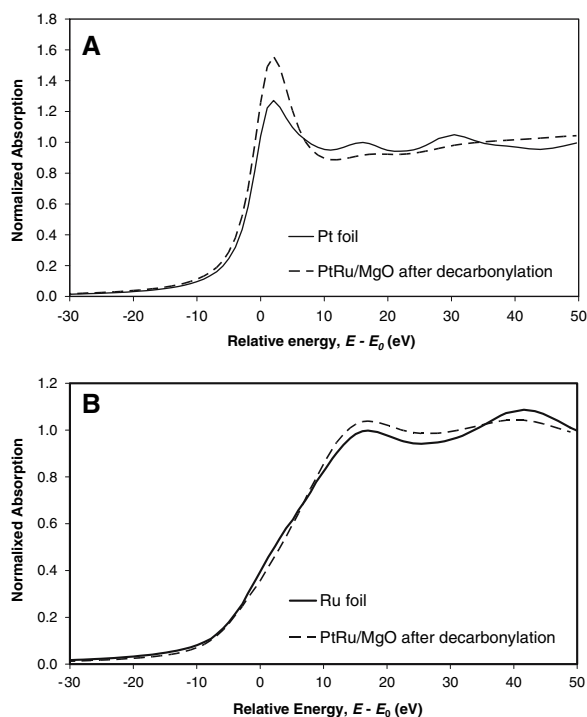 A
Normalized Absorption
1.8
1.6
1.4
1.2
1.0
0.8
0.6
0.4
0.2
0.0
Pt foil
PtRu/MgO after decarbonylation
-30 -20 -10 0 10 20 30 40 50
Relative energy, E - E0 (eV)
B
Normalixed Absorption
1.2
1.0
0.8
0.6
0.4
0.2
0.0
Ru foil
PtRu/MgO after decarbonylation
-30 -20 -10 0 10 20 30 40 50
Relative Energy, E - E0 (eV)